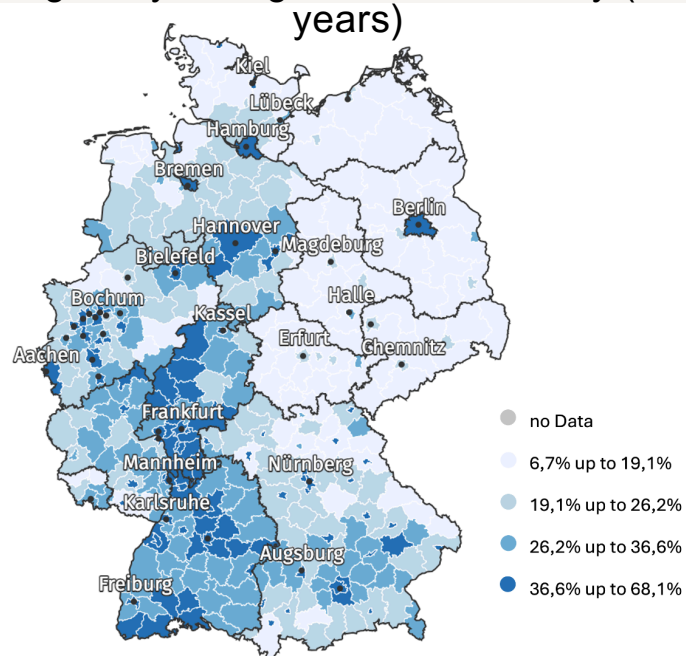 years)
Kiel
Lübeck
Hamburg
Bremen
Berlin
Hannover
Magdeburg
Bielefeld
Bochum
Halle
Kassel
Erfurt
Chemnitz
Aachen
Frankfurt
no Data
Mannheim
Nürnberg
6,7% up to 19,1%
Karlsruhe
19,1% up to 26,2%
Augsburg
26,2% up to 36,6%
Freiburg
36,6% up to 68,1%